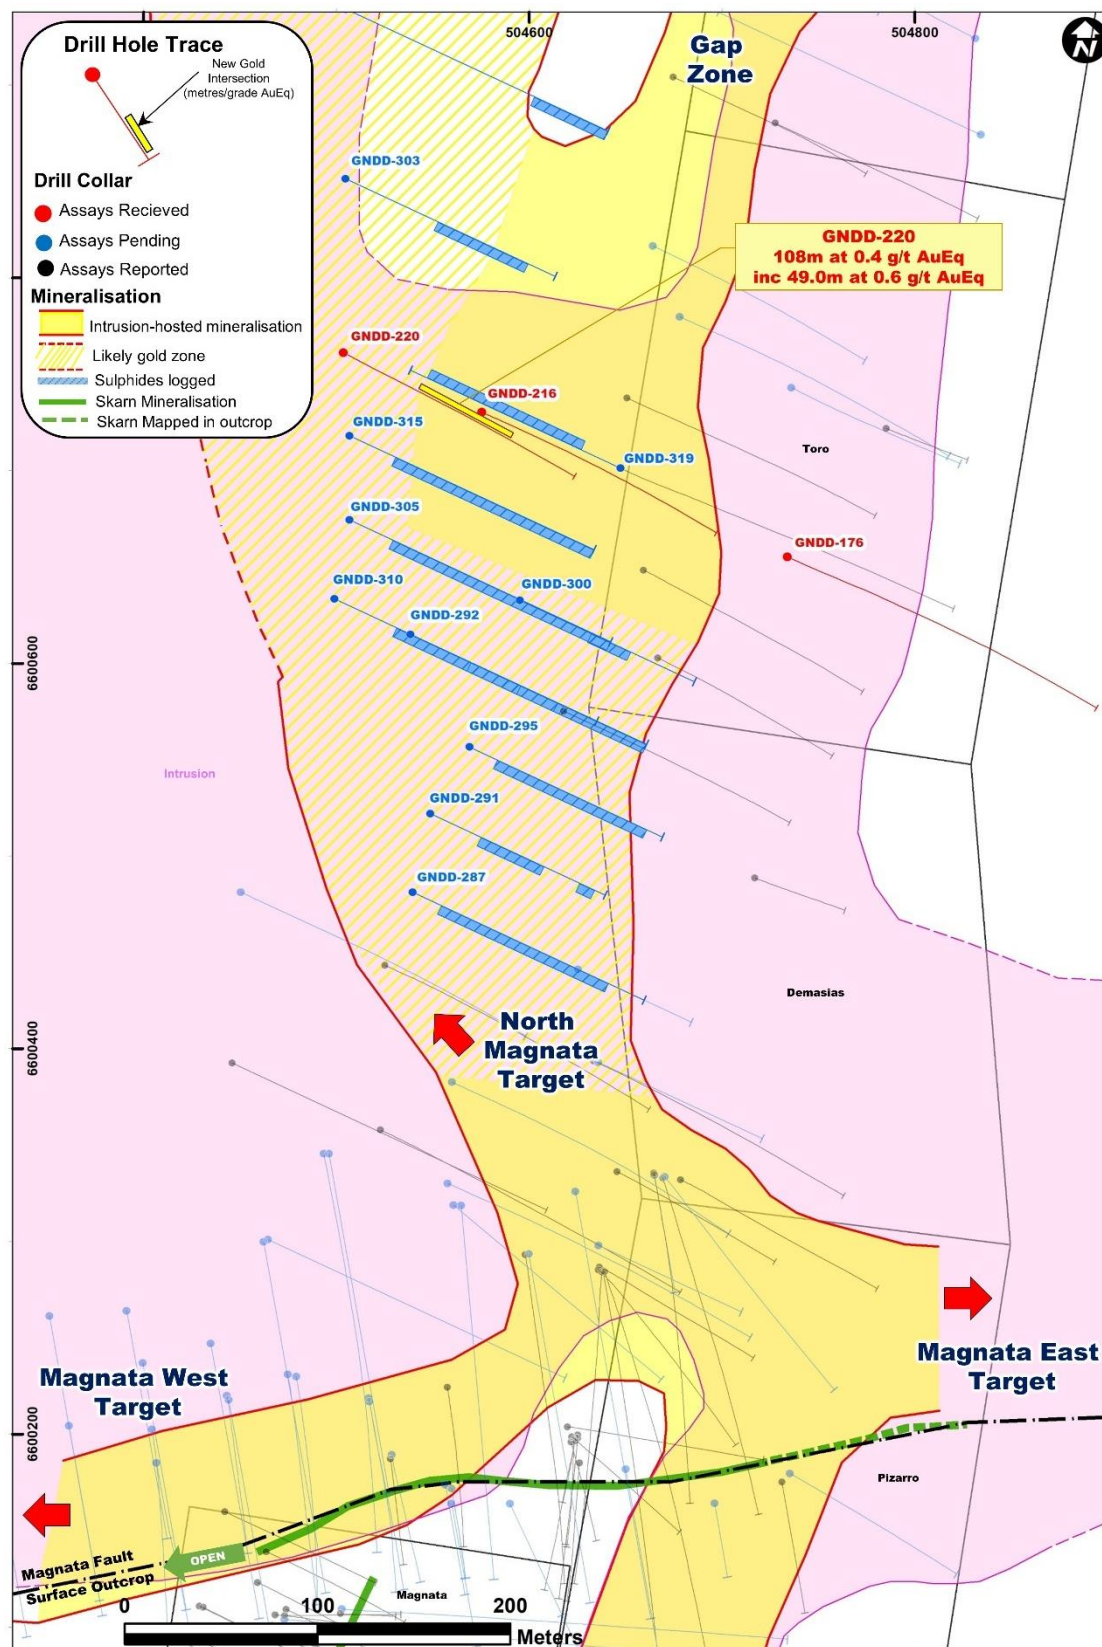 504600
504800
N
Drill Hole Trace
New Gold
Intersection
(metres/grade AuEq)
Drill Collar
Assays Recieved
Assays Pending
Assays Reported
Mineralisation
Intrusion-hosted mineralisation
Likely gold zone
Sulphides logged
Skarn Mineralisation
Skarn Mapped in outcrop
Gap
Zone
GNDD-303
GNDD-220
108m at 0.4 g/t AuEq
inc 49.0m at 0.6 g/t AuEq
GNDD-220
GNDD-216
GNDD-315
GNDD-319
Toro
GNDD-305
GNDD-176
GNDD-310
GNDD-300
GNDD-292
6600600
GNDD-295
Intrusion
GNDD-291
GNDD-287
Demasias
North
Magnata
Target
6600400
Magnata West
Target
Magnata East
Target
6600200
Pizarro
Magnata Fault
Surface Outcrop
OPEN
Magnata
0
100
200
Meters